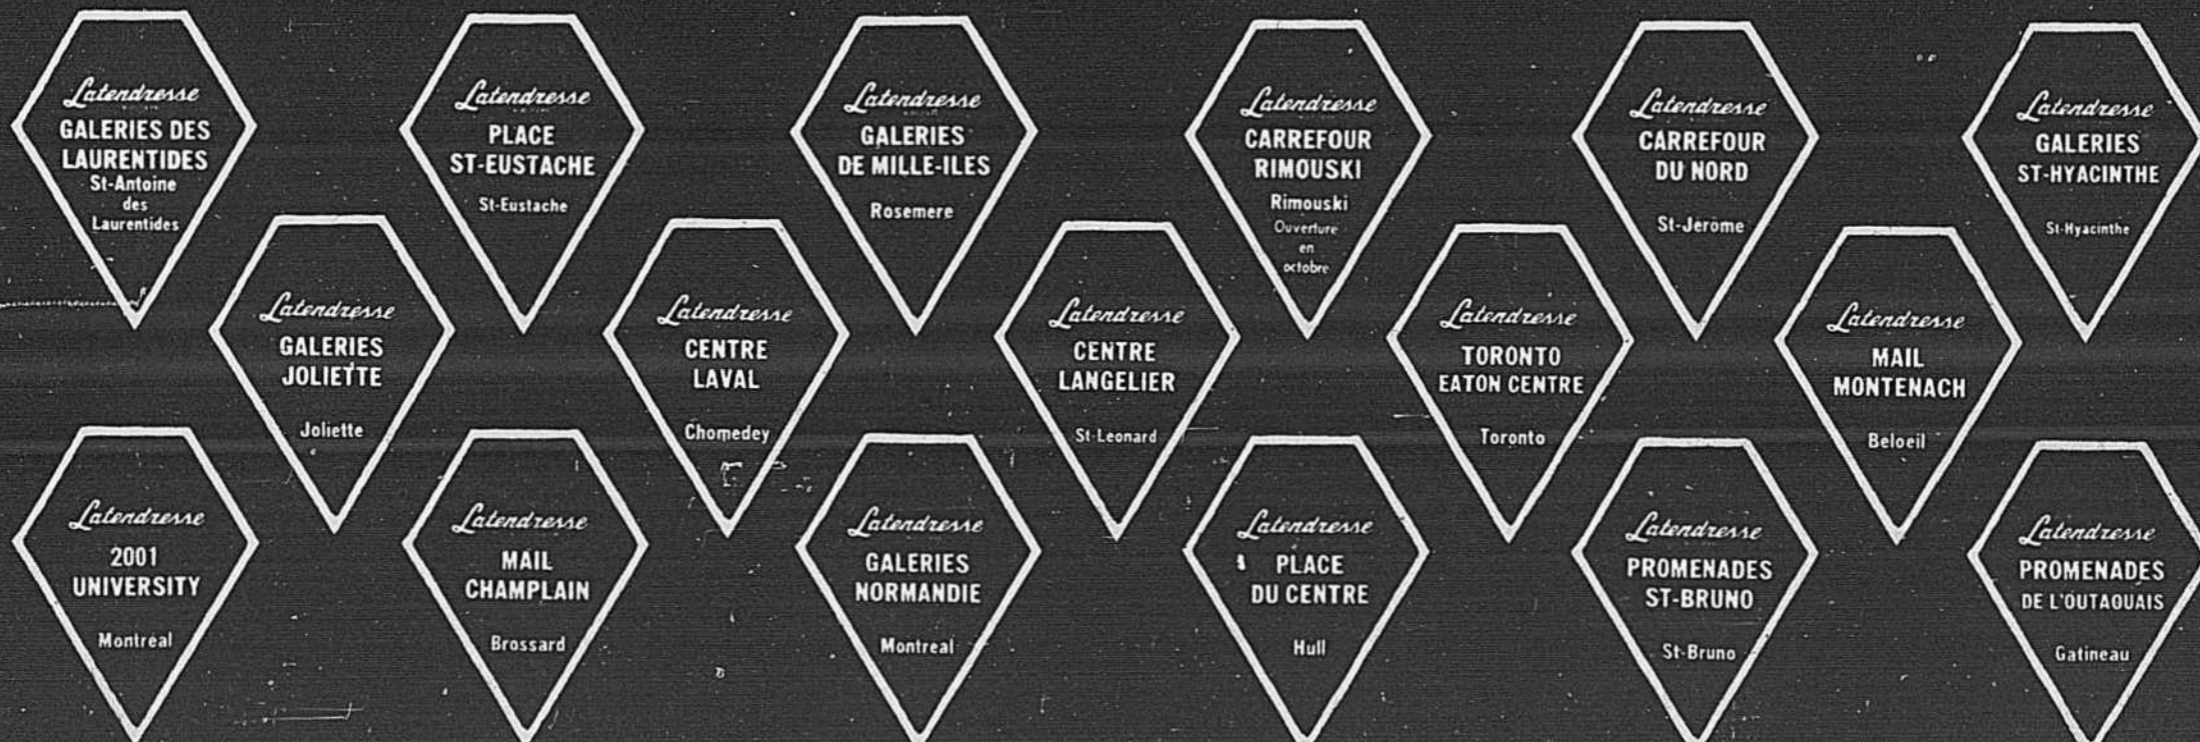 Latendresse
GALERIES DES
LAURENTIDES
St-Antoine
des
Laurentides
Latendresse
PLACE
ST-EUSTACHE
St-Eustache
Latendresse
GALERIES
DE MILLE-ILES
Rosemere
Latendresse
CARREFOUR
RIMOUSKI
Rimouski
Ouverture
en
octobre
Latendresse
CARREFOUR
DU NORD
St-Jerôme
Latendresse
GALERIES
ST-HYACINTHE
St-Hyacinthe
Latendresse
GALERIES
JOLIETTE
Joliette
Latendresse
CENTRE
LAVAL
Chomedey
Latendresse
CENTRE
LANGELIER
St-Leonard
Latendresse
TORONTO
EATON CENTRE
Toronto
Latendresse
MAIL
MONTENACH
Beloeil
Latendresse
2001
UNIVERSITY
Montreal
Latendresse
MAIL
CHAMPLAIN
Brossard
Latendresse
GALERIES
NORMANDIE
Montreal
Latendresse
PLACE
DU CENTRE
Hull
Latendresse
PROMENADES
ST-BRUNO
St-Bruno
Latendresse
PROMENADES
DE L'OUTAOUAIS
Gatineau